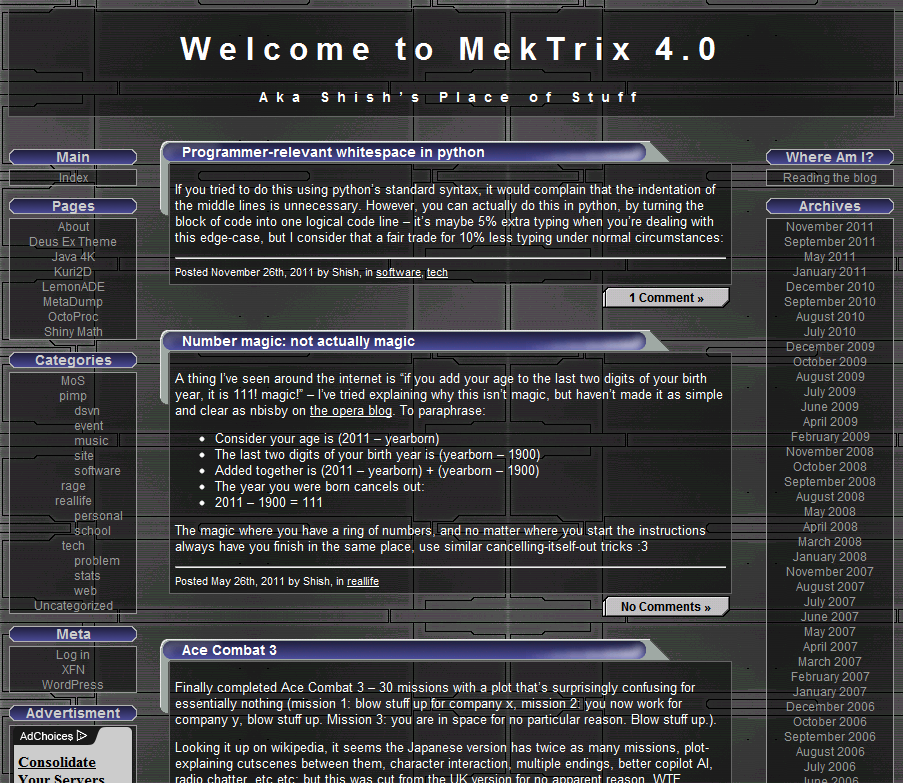 Welcome to MekTrix 4.0
Aka Shish's Place of Stuff
Main
Index
Pages
About
Deus Ex Theme
Java 4K
Kuri2D
LemonADE
MetaDump
OctoProc
Shiny Math
Categories
MoS
pimp
dsvn
event
music
site
software
rage
reallife
personal
school
tech
problem
stats
web
Uncategorized
Meta
Log in
XFN
WordPress
Advertisment
AdChoices
Consolidate
Your Servers
Programmer-relevant whitespace in python
If you tried to do this using python's standard syntax, it would complain that the indentation of
the middle lines is unnecessary. However, you can actually do this in python, by turning the
block of code into one logical code line – it's maybe 5% extra typing when you're dealing with
this edge-case, but I consider that a fair trade for 10% less typing under normal circumstances:
Posted November 26th, 2011 by Shish, in software, tech
1 Comment »
Number magic: not actually magic
A thing I've seen around the internet is “if you add your age to the last two digits of your birth
year, it is 111! magic!” – I've tried explaining why this isn't magic, but haven't made it as simple
and clear as nbisby on the opera blog. To paraphrase:
• Consider your age is (2011 – yearborn)
• The last two digits of your birth year is (yearborn – 1900)
• Added together is (2011 – yearborn) + (yearborn – 1900)
• The year you were born cancels out:
• 2011 – 1900 = 111
The magic where you have a ring of numbers, and no matter where you start the instructions
always have you finish in the same place, use similar cancelling-itself-out tricks :3
Posted May 26th, 2011 by Shish, in reallife
No Comments »
Ace Combat 3
Finally completed Ace Combat 3 – 30 missions with a plot that's surprisingly confusing for
essentially nothing (mission 1: blow stuff up for company x, mission 2: you now work for
company y, blow stuff up. Mission 3: you are in space for no particular reason. Blow stuff up.).
Looking it up on wikipedia, it seems the Japanese version has twice as many missions, plot-
explaining cutscenes between them, character interaction, multiple endings, better copilot AI,
radio chatter, etc etc; but this was cut from the UK version for no apparent reason. WTF
Where Am I?
Reading the blog
Archives
November 2011
September 2011
May 2011
January 2011
December 2010
September 2010
August 2010
July 2010
December 2009
October 2009
August 2009
July 2009
June 2009
April 2009
February 2009
November 2008
October 2008
September 2008
August 2008
May 2008
April 2008
March 2008
January 2008
November 2007
August 2007
July 2007
June 2007
May 2007
April 2007
March 2007
February 2007
January 2007
December 2006
October 2006
September 2006
August 2006
July 2006
June 2006